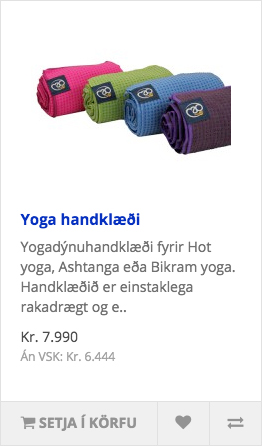 Yoga handklæði
Yogadýnuhandklæði fyrir Hot
yoga, Ashtanga eða Bikram yoga.
Handklæðið er einstaklega
rakadrægt og e..
Kr. 7.990
Án VSK: Kr. 6.444
SETJA Í KÖRFU